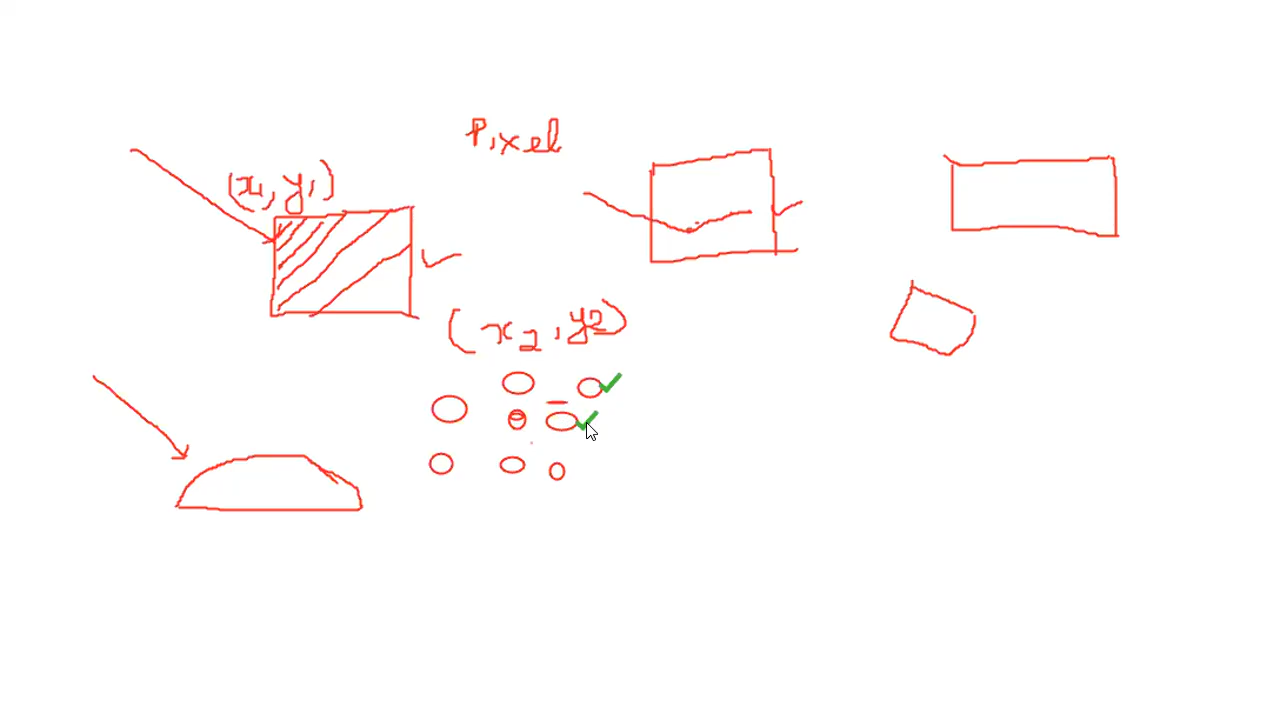 Pixel
(x1, y1)
(x2, y2)